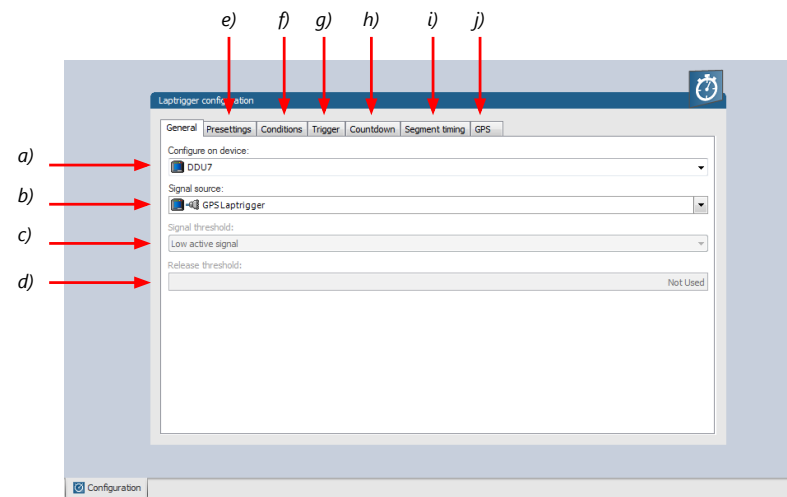 e) f) g) h) i) j)
Laptrigger configuration
General Presettings Conditions Trigger Countdown Segment timing GPS
a)
Configure on device:
DDU7
b)
Signal source:
GPS Laptrigger
c)
Signal threshold:
Low active signal
d)
Release threshold:
Not Used
Configuration